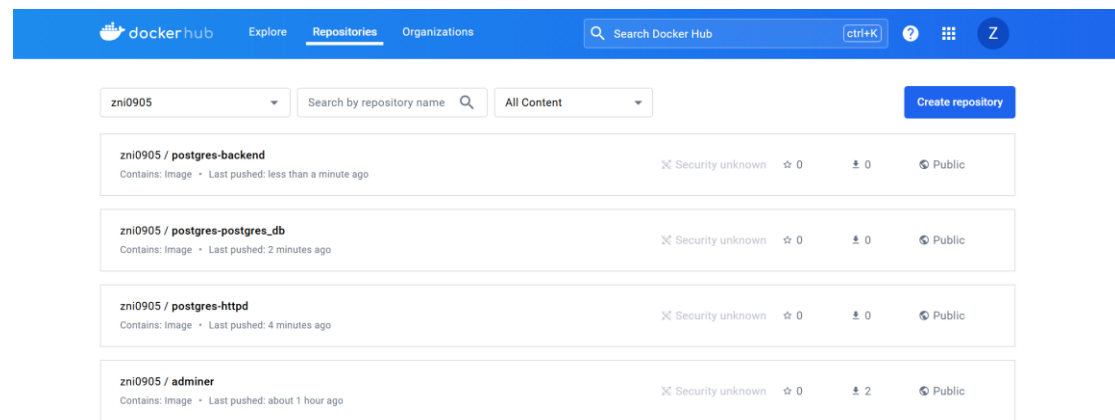 dockerhub Explore Repositories Organizations Search Docker Hub ctrl+K ? Z
zni0905 Search by repository name All Content Create repository
zni0905 / postgres-backend
Contains: Image • Last pushed: less than a minute ago
Security unknown 0 0 Public
zni0905 / postgres-postgres_db
Contains: Image • Last pushed: 2 minutes ago
Security unknown 0 0 Public
zni0905 / postgres-httpd
Contains: Image • Last pushed: 4 minutes ago
Security unknown 0 0 Public
zni0905 / adminer
Contains: Image • Last pushed: about 1 hour ago
Security unknown 0 2 Public